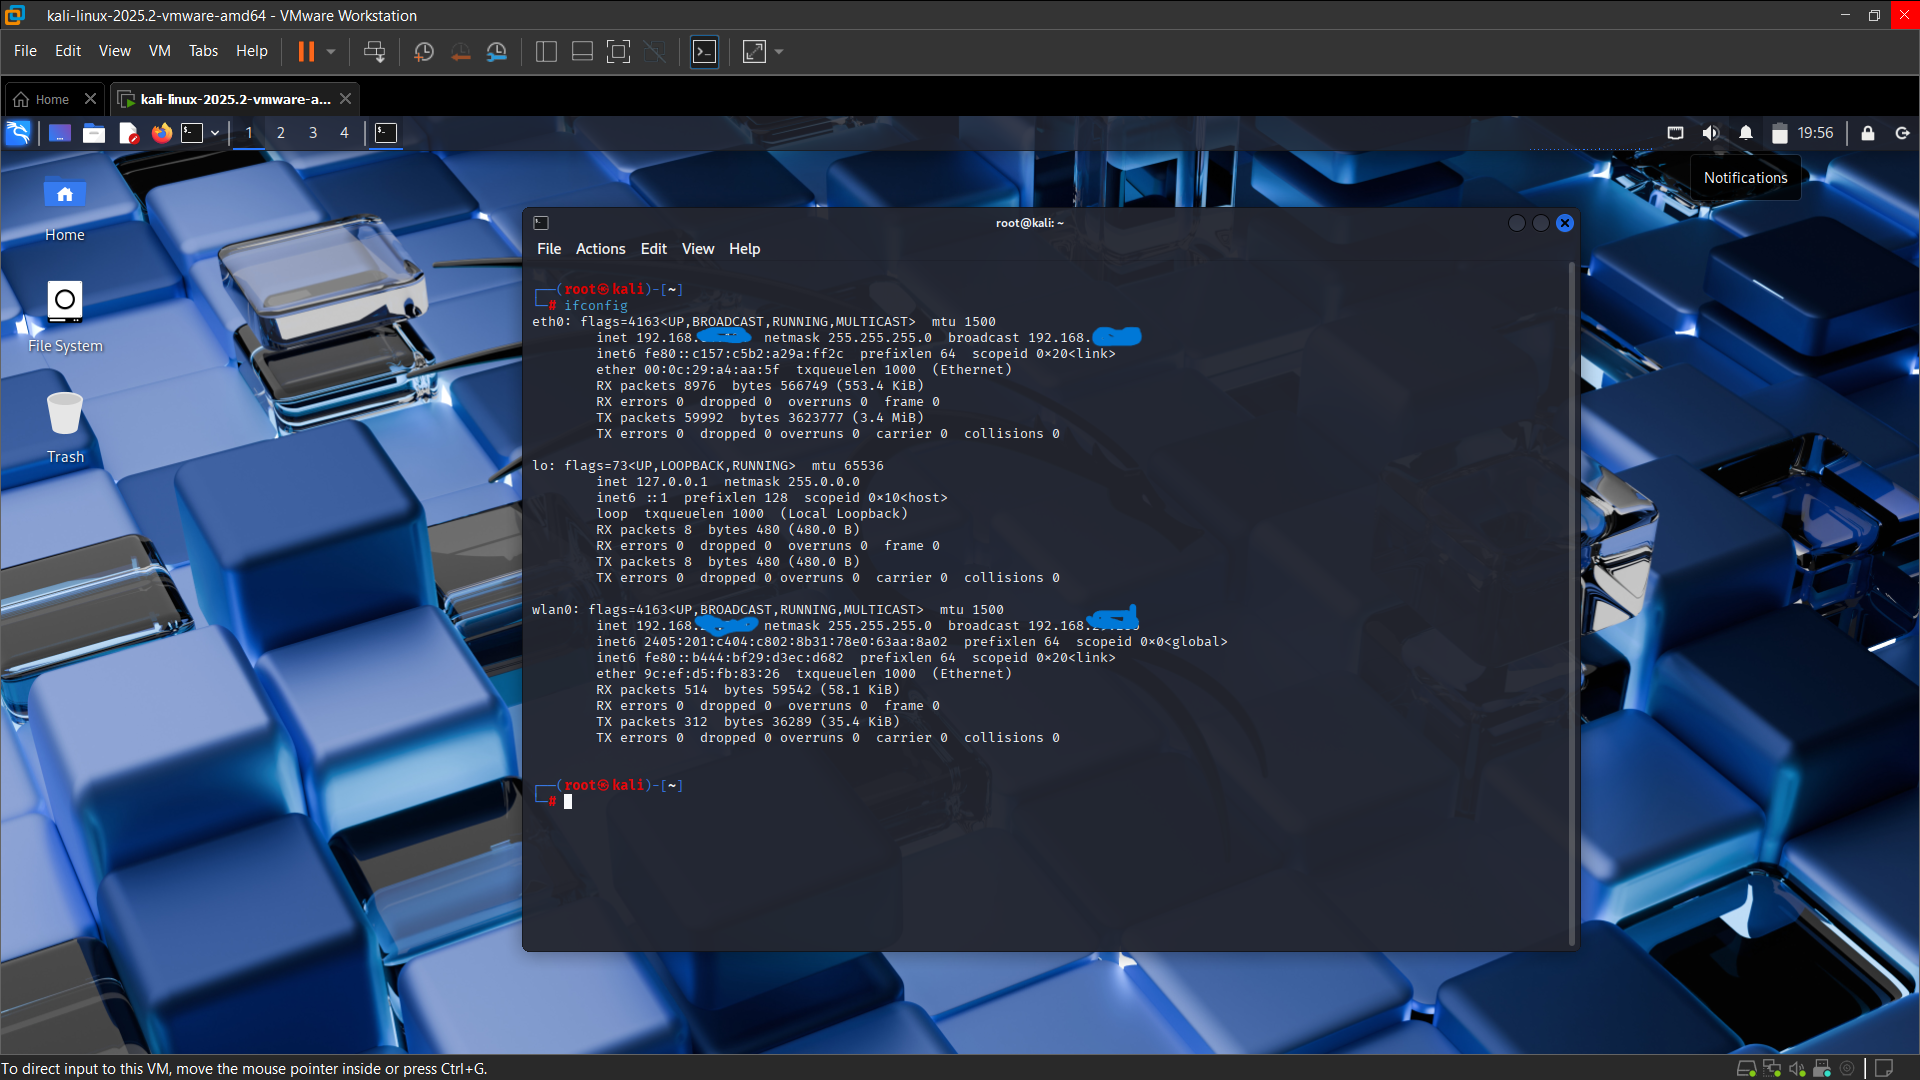 kali-linux-2025.2-vmware-amd64 - VMware Workstation
File Edit View VM Tabs Help
Home
kali-linux-2025.2-vmware-a...
1 2 3 4
19:56
Notifications
Home
File System
Trash
root@kali: ~
File Actions Edit View Help
(root㉿kali)-[~]
# ifconfig
eth0: flags=4163<UP,BROADCAST,RUNNING,MULTICAST> mtu 1500
inet 192.168. netmask 255.255.255.0 broadcast 192.168.
inet6 fe80::c157:c5b2:a29a:ff2c prefixlen 64 scopeid 0×20<link>
ether 00:0c:29:a4:aa:5f txqueuelen 1000 (Ethernet)
RX packets 8976 bytes 566749 (553.4 KiB)
RX errors 0 dropped 0 overruns 0 frame 0
TX packets 59992 bytes 3623777 (3.4 MiB)
TX errors 0 dropped 0 overruns 0 carrier 0 collisions 0
lo: flags=73<UP,LOOPBACK,RUNNING> mtu 65536
inet 127.0.0.1 netmask 255.0.0.0
inet6 ::1 prefixlen 128 scopeid 0×10<host>
loop txqueuelen 1000 (Local Loopback)
RX packets 8 bytes 480 (480.0 B)
RX errors 0 dropped 0 overruns 0 frame 0
TX packets 8 bytes 480 (480.0 B)
TX errors 0 dropped 0 overruns 0 carrier 0 collisions 0
wlan0: flags=4163<UP,BROADCAST,RUNNING,MULTICAST> mtu 1500
inet 192.168. netmask 255.255.255.0 broadcast 192.168.
inet6 2405:201:c404:c802:8b31:78e0:63aa:8a02 prefixlen 64 scopeid 0×0<global>
inet6 fe80::b444:bf29:d3ec:d682 prefixlen 64 scopeid 0×20<link>
ether 9c:ef:d5:fb:83:26 txqueuelen 1000 (Ethernet)
RX packets 514 bytes 59542 (58.1 KiB)
RX errors 0 dropped 0 overruns 0 frame 0
TX packets 312 bytes 36289 (35.4 KiB)
TX errors 0 dropped 0 overruns 0 carrier 0 collisions 0
(root㉿kali)-[~]
#
To direct input to this VM, move the mouse pointer inside or press Ctrl+G.